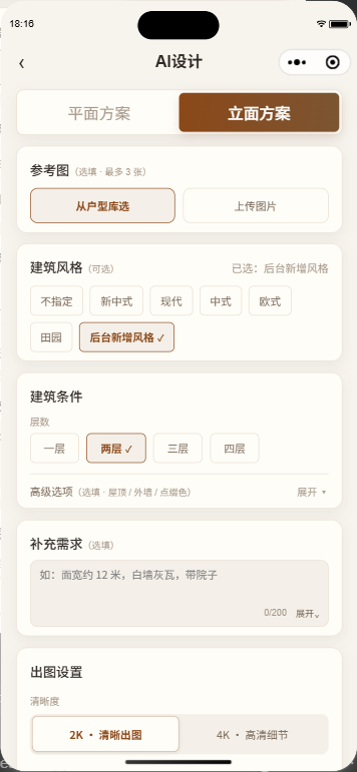 18:16
AI设计
平面方案
立面方案
参考图(选填 · 最多 3 张)
从户型库选
上传图片
建筑风格(可选)
已选：后台新增风格
不指定
新中式
现代
中式
欧式
田园
后台新增风格 ✓
建筑条件
层数
一层
两层 ✓
三层
四层
高级选项(选填 · 屋顶 / 外墙 / 点缀色)
展开
补充需求(选填)
如：面宽约 12 米，白墙灰瓦，带院子
0/200
展开
出图设置
清晰度
2K · 清晰出图
4K · 高清细节